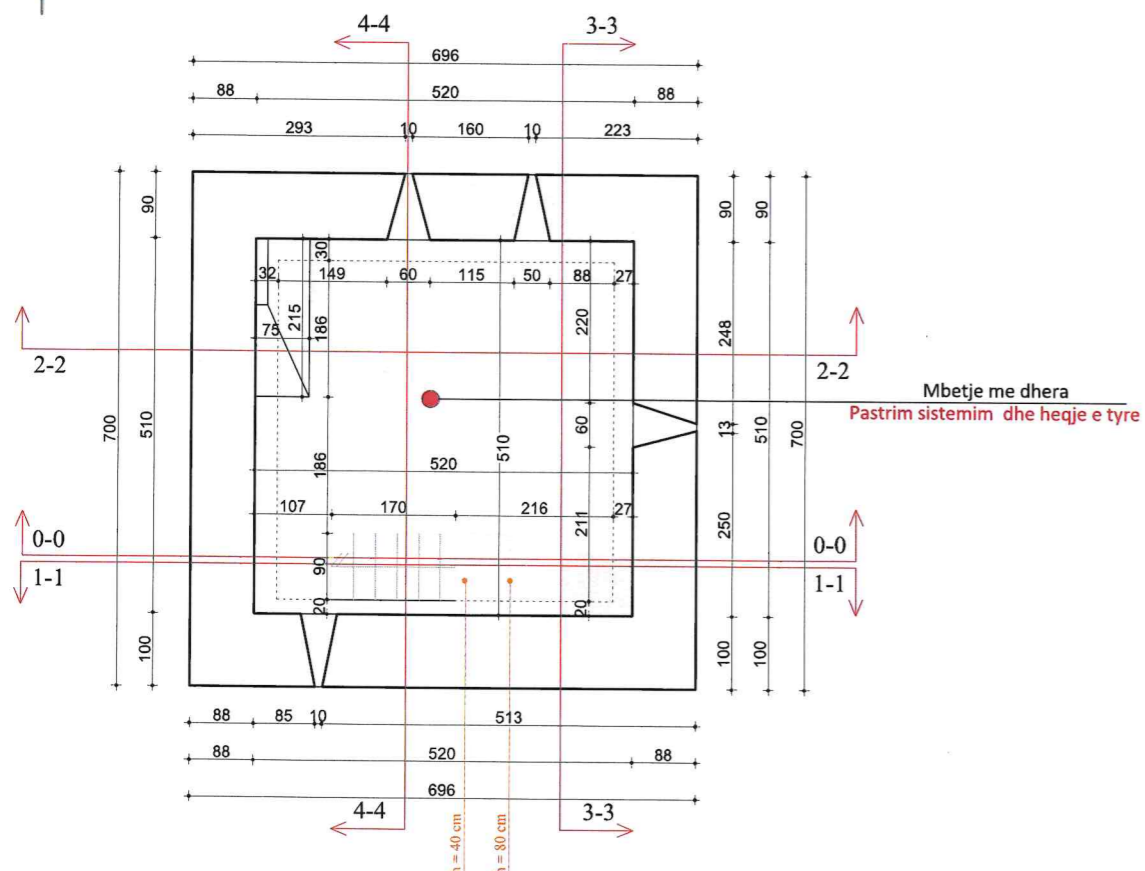 4-4 3-3
696
88 520 88
293 10 160 10 223
90 90 90 90
30
32 149 60 115 50 88 27
215 186 220 248
75
2-2 2-2
Mbetje me dhera
Pastrim sistemim dhe heqje e tyre
700 510 60 13 510 700
186 510
520
107 170 216 27
211 250
0-0 0-0
1-1 1-1
90
20 20
100 100 100
88 85 10 513
88 520 88
696
4-4 3-3
= 40 cm = 80 cm